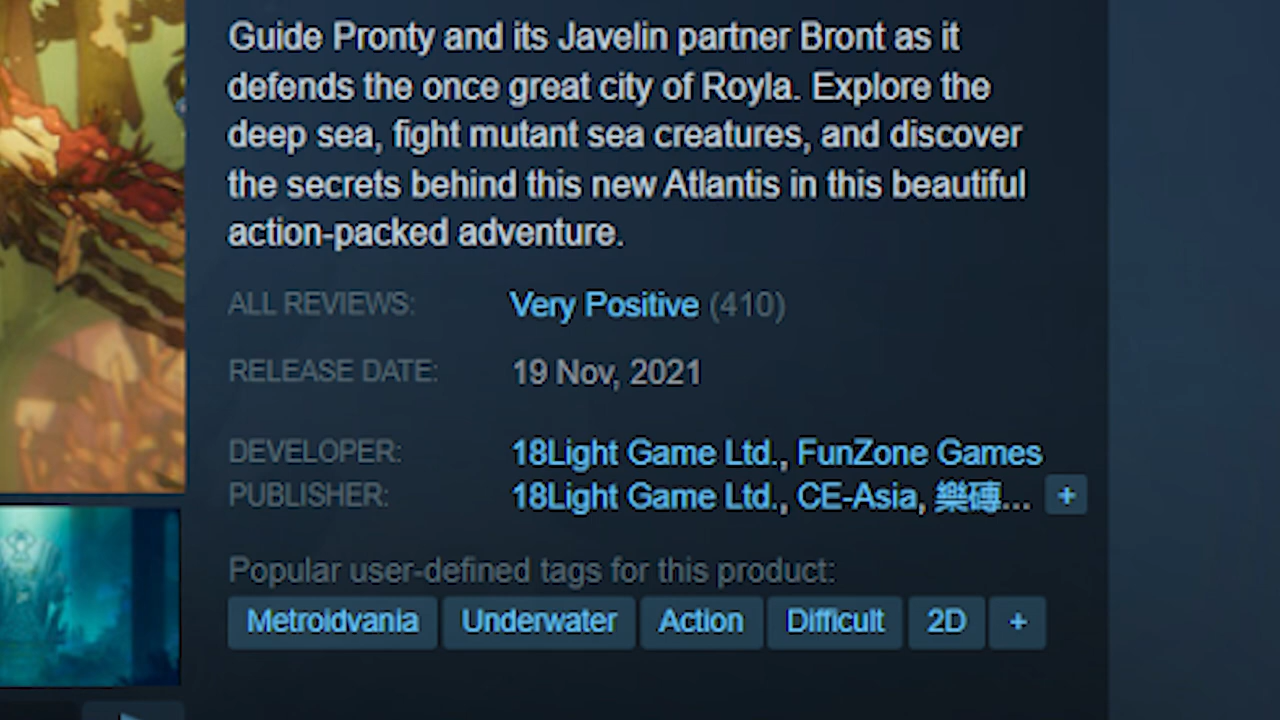 Guide Pronty and its Javelin partner Bront as it
defends the once great city of Royla. Explore the
deep sea, fight mutant sea creatures, and discover
the secrets behind this new Atlantis in this beautiful
action-packed adventure.
ALL REVIEWS: Very Positive (410)
RELEASE DATE: 19 Nov, 2021
DEVELOPER: 18Light Game Ltd., FunZone Games
PUBLISHER: 18Light Game Ltd., CE-Asia, 樂磚... +
Popular user-defined tags for this product:
Metroidvania Underwater Action Difficult 2D +